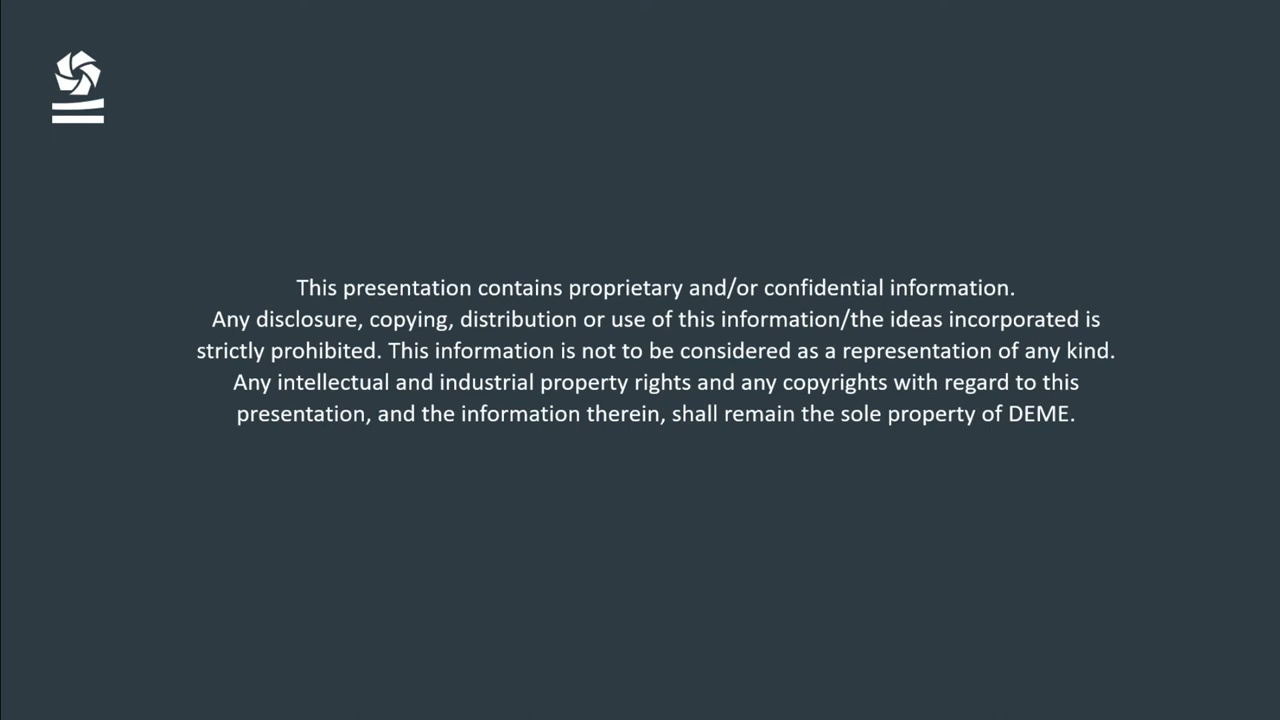 This presentation contains proprietary and/or confidential information.
Any disclosure, copying, distribution or use of this information/the ideas incorporated is
strictly prohibited. This information is not to be considered as a representation of any kind.
Any intellectual and industrial property rights and any copyrights with regard to this
presentation, and the information therein, shall remain the sole property of DEME.